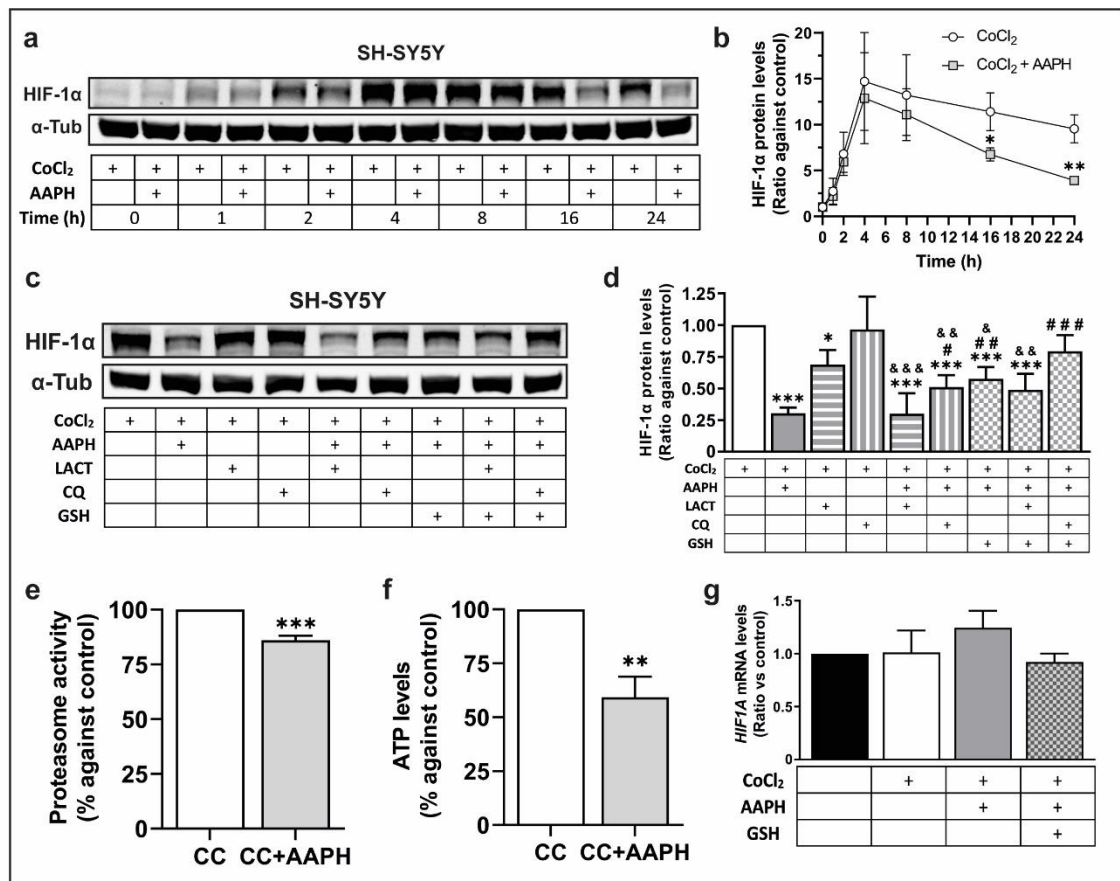 a
SH-SY5Y
HIF-1α
α-Tub
CoCl₂ + + + + + + + + + + + + + +
AAPH + + + + + + +
Time (h) 0 1 2 4 8 16 24
b
HIF-1α protein levels
(Ratio against control)
20
15
10
5
0
CoCl₂
CoCl₂ + AAPH
*
**
0 2 4 6 8 10 12 14 16 18 20 22 24
Time (h)
c
SH-SY5Y
HIF-1α
α-Tub
CoCl₂ + + + + + + + + +
AAPH + + + + + +
LACT + + +
CQ + + +
GSH + + +
d
HIF-1α protein levels
(Ratio against control)
1.25
1.00
0.75
0.50
0.25
0
***
*
& & &
***
& &
#
***
&
# #
***
& &
***
# # #
CoCl₂ + + + + + + + + +
AAPH + + + + + +
LACT + + +
CQ + + +
GSH + + +
e
Proteasome activity
(% against control)
100
75
50
25
0
***
CC CC+AAPH
f
ATP levels
(% against control)
100
75
50
25
0
**
CC CC+AAPH
g
HIF1A mRNA levels
(Ratio vs control)
1.5
1.0
0.5
0
CoCl₂ + + +
AAPH + +
GSH +